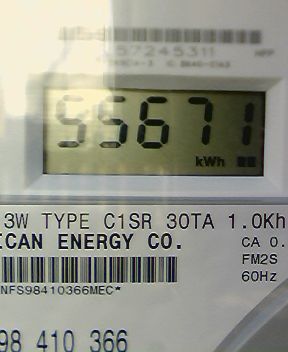 57245311
55671
kWh
3W TYPE C1SR 30TA 1.0Kh
ICAN ENERGY CO.
CA 0.
FM2S
60Hz
NFS98410366MEC*
98 410 366